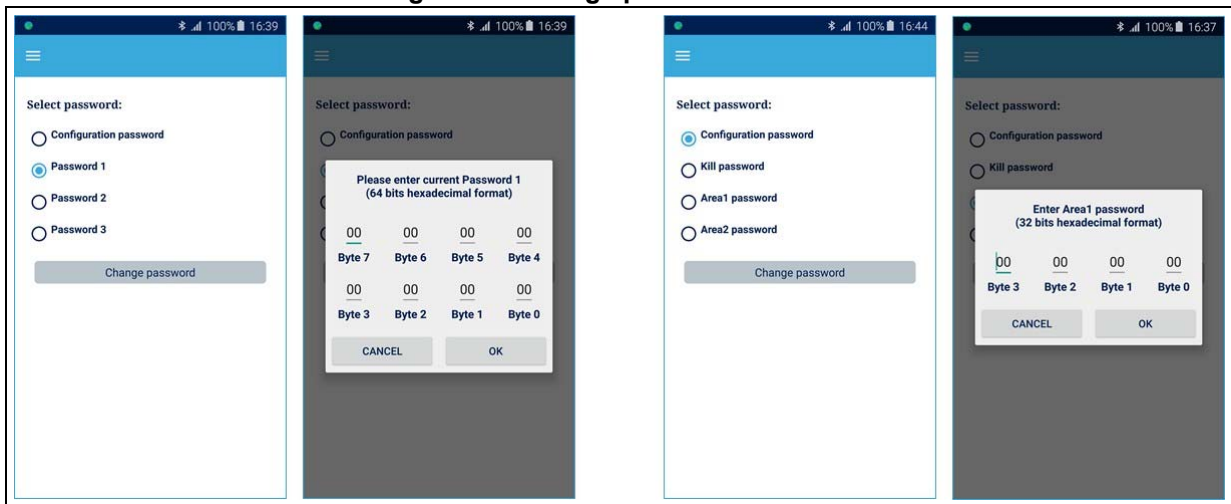 100% 16:39
Select password:
Configuration password
Password 1
Password 2
Password 3
Change password
100% 16:39
Select password:
Configuration password
Please enter current Password 1
(64 bits hexadecimal format)
00 00 00 00
Byte 7 Byte 6 Byte 5 Byte 4
00 00 00 00
Byte 3 Byte 2 Byte 1 Byte 0
CANCEL OK
100% 16:44
Select password:
Configuration password
Kill password
Area1 password
Area2 password
Change password
100% 16:37
Select password:
Configuration password
Kill password
Enter Area1 password
(32 bits hexadecimal format)
00 00 00 00
Byte 3 Byte 2 Byte 1 Byte 0
CANCEL OK